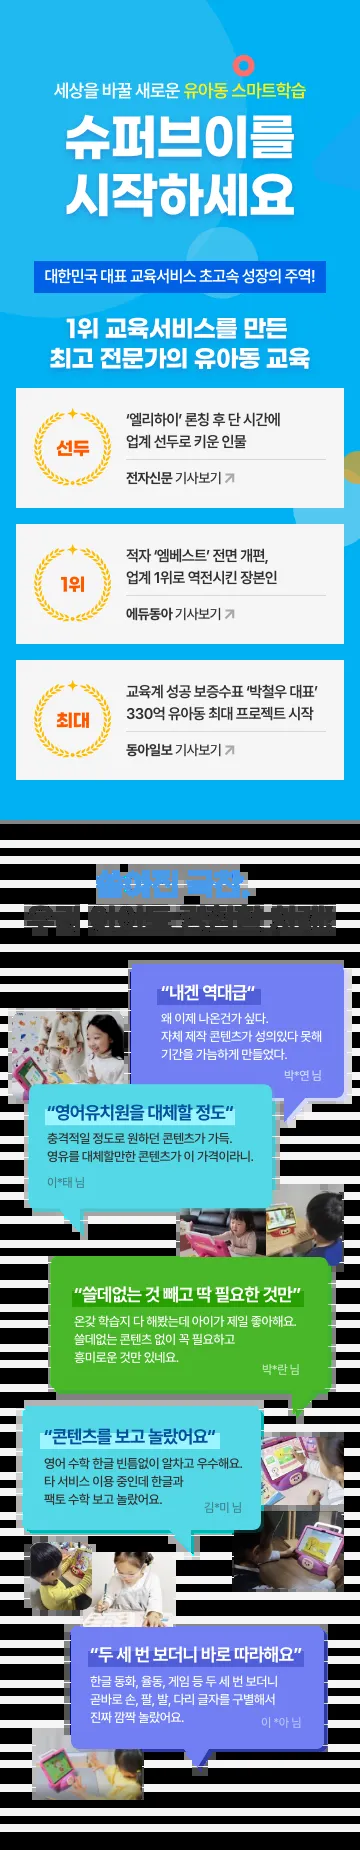 세상을 바꿀 새로운 유아동 스마트학습
슈퍼브이를
시작하세요
대한민국 대표 교육서비스 초고속 성장의 주역!
1위 교육서비스를 만든
최고 전문가의 유아동 교육
선두
‘엘리하이’ 론칭 후 단 시간에
업계 선두로 키운 인물
전자신문 기사보기
1위
적자 ‘엠베스트’ 전면 개편,
업계 1위로 역전시킨 장본인
에듀동아 기사보기
최대
교육계 성공 보증수표 ‘박철우 대표’
330억 유아동 최대 프로젝트 시작
동아일보 기사보기
쏟아진 극찬,
“내겐 역대급”
왜 이제 나온건가 싶다.
자체 제작 콘텐츠가 성의있다 못해
기간을 가늠하게 만들었다.
박*연 님
“영어유치원을 대체할 정도”
충격적일 정도로 원하던 콘텐츠가 가득.
영유를 대체할만한 콘텐츠가 이 가격이라니.
이*태 님
“쓸데없는 것 빼고 딱 필요한 것만”
온갖 학습지 다 해봤는데 아이가 제일 좋아해요.
쓸데없는 콘텐츠 없이 꼭 필요하고
흥미로운 것만 있네요.
박*란 님
“콘텐츠를 보고 놀랐어요”
영어 수학 한글 빈틈없이 알차고 우수해요.
타 서비스 이용 중인데 한글과
팩토 수학 보고 놀랐어요.
김*미 님
“두 세 번 보더니 바로 따라해요”
한글 동화, 율동, 게임 등 두 세 번 보더니
곧바로 손, 팔, 발, 다리 글자를 구별해서
진짜 깜짝 놀랐어요.
이 *아 님